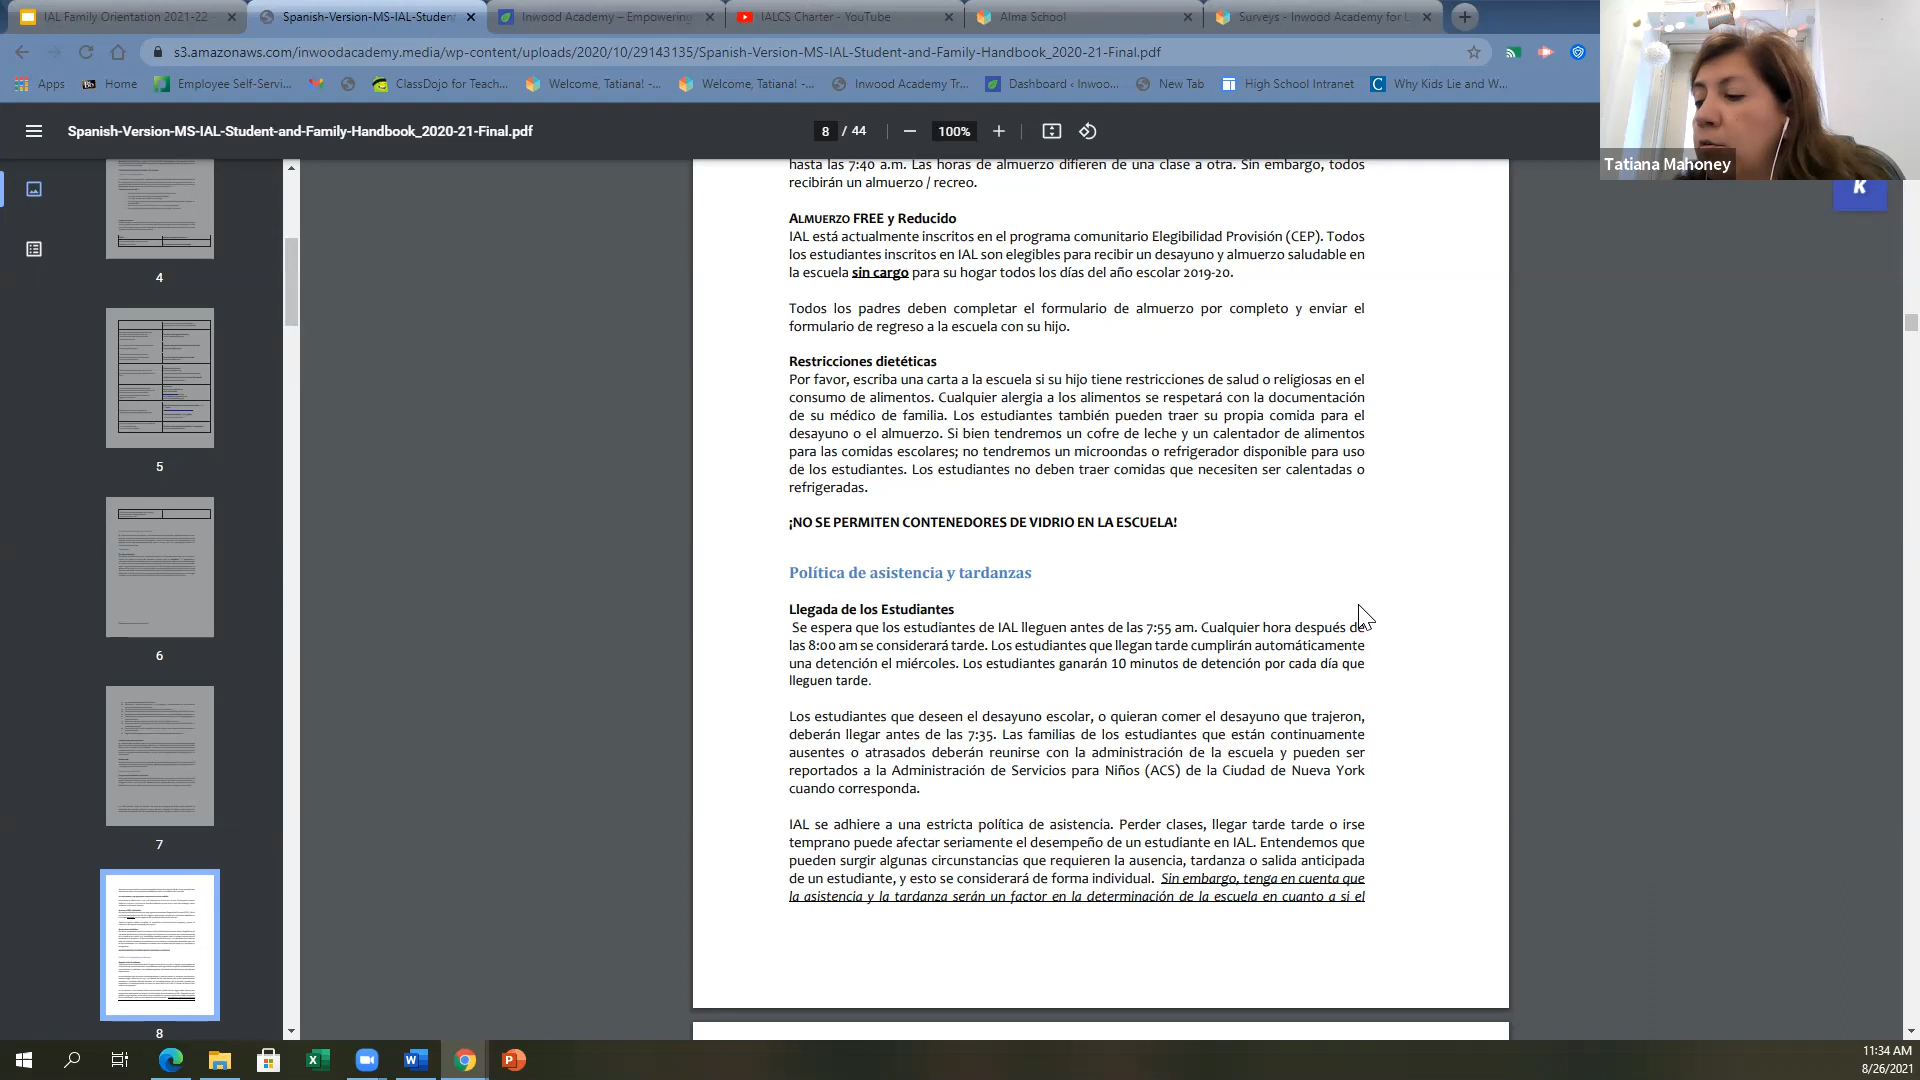 IAL Family Orientation 2021-22
Spanish-Version-MS-IAL-Student
Inwood Academy – Empowering
IALCS Charter - YouTube
Alma School
Surveys - Inwood Academy for L
s3.amazonaws.com/inwoodacademy.media/wp-content/uploads/2020/10/29143135/Spanish-Version-MS-IAL-Student-and-Family-Handbook_2020-21-Final.pdf
Apps
Home
Employee Self-Servi...
ClassDojo for Teach...
Welcome, Tatiana! -...
Welcome, Tatiana! -...
Inwood Academy Tr...
Dashboard ‹ Inwoo...
New Tab
High School Intranet
Why Kids Lie and W...
Spanish-Version-MS-IAL-Student-and-Family-Handbook_2020-21-Final.pdf
8 / 44
100%
Tatiana Mahoney
K
4
5
6
7
8
hasta las 7:40 a.m. Las horas de almuerzo difieren de una clase a otra. Sin embargo, todos
recibirán un almuerzo / recreo.
ALMUERZO FREE y Reducido
IAL está actualmente inscritos en el programa comunitario Elegibilidad Provisión (CEP). Todos
los estudiantes inscritos en IAL son elegibles para recibir un desayuno y almuerzo saludable en
la escuela sin cargo para su hogar todos los días del año escolar 2019-20.
Todos los padres deben completar el formulario de almuerzo por completo y enviar el
formulario de regreso a la escuela con su hijo.
Restricciones dietéticas
Por favor, escriba una carta a la escuela si su hijo tiene restricciones de salud o religiosas en el
consumo de alimentos. Cualquier alergia a los alimentos se respetará con la documentación
de su médico de familia. Los estudiantes también pueden traer su propia comida para el
desayuno o el almuerzo. Si bien tendremos un cofre de leche y un calentador de alimentos
para las comidas escolares; no tendremos un microondas o refrigerador disponible para uso
de los estudiantes. Los estudiantes no deben traer comidas que necesiten ser calentadas o
refrigeradas.
¡NO SE PERMITEN CONTENEDORES DE VIDRIO EN LA ESCUELA!
Política de asistencia y tardanzas
Llegada de los Estudiantes
Se espera que los estudiantes de IAL lleguen antes de las 7:55 am. Cualquier hora después de
las 8:00 am se considerará tarde. Los estudiantes que llegan tarde cumplirán automáticamente
una detención el miércoles. Los estudiantes ganarán 10 minutos de detención por cada día que
lleguen tarde.
Los estudiantes que deseen el desayuno escolar, o quieran comer el desayuno que trajeron,
deberán llegar antes de las 7:35. Las familias de los estudiantes que están continuamente
ausentes o atrasados deberán reunirse con la administración de la escuela y pueden ser
reportados a la Administración de Servicios para Niños (ACS) de la Ciudad de Nueva York
cuando corresponda.
IAL se adhiere a una estricta política de asistencia. Perder clases, llegar tarde tarde o irse
temprano puede afectar seriamente el desempeño de un estudiante en IAL. Entendemos que
pueden surgir algunas circunstancias que requieren la ausencia, tardanza o salida anticipada
de un estudiante, y esto se considerará de forma individual. Sin embargo, tenga en cuenta que
la asistencia y la tardanza serán un factor en la determinación de la escuela en cuanto a si el
11:34 AM
8/26/2021